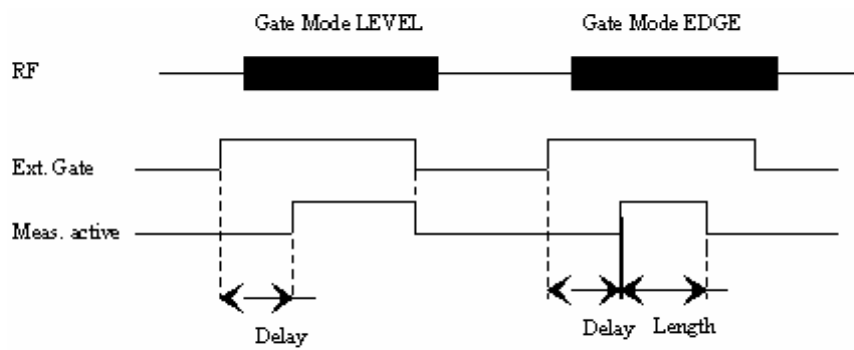 Gate Mode LEVEL
Gate Mode EDGE
RF
Ext. Gate
Meas. active
Delay
Delay
Length